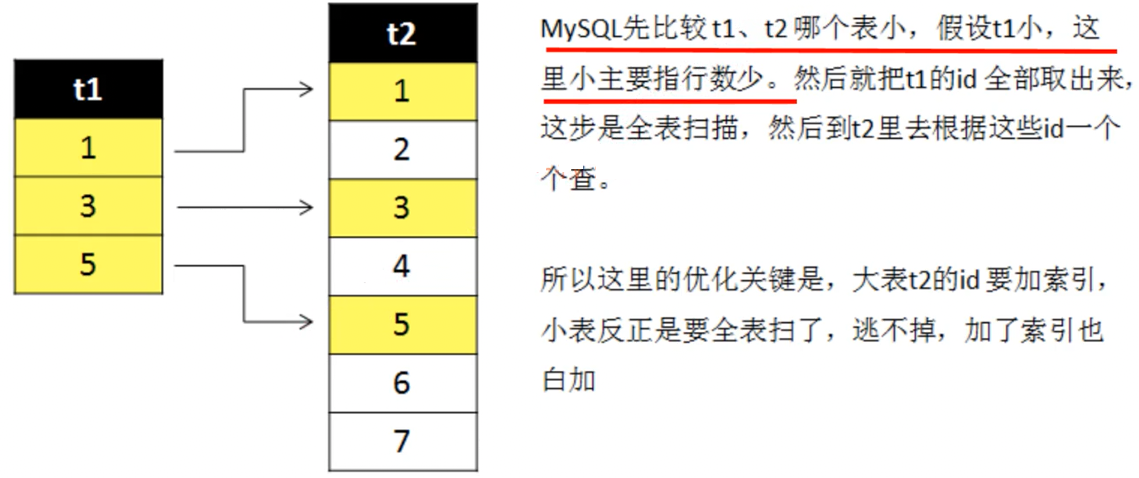 t1
1
3
5
t2
1
2
3
4
5
6
7
MySQL先比较 t1、t2 哪个表小，假设t1小，这
里小主要指行数少。然后就把t1的id 全部取出来，
这步是全表扫描，然后到t2里去根据这些id一个
个查。
所以这里的优化关键是，大表t2的id 要加索引，
小表反正是要全表扫了，逃不掉，加了索引也
白加